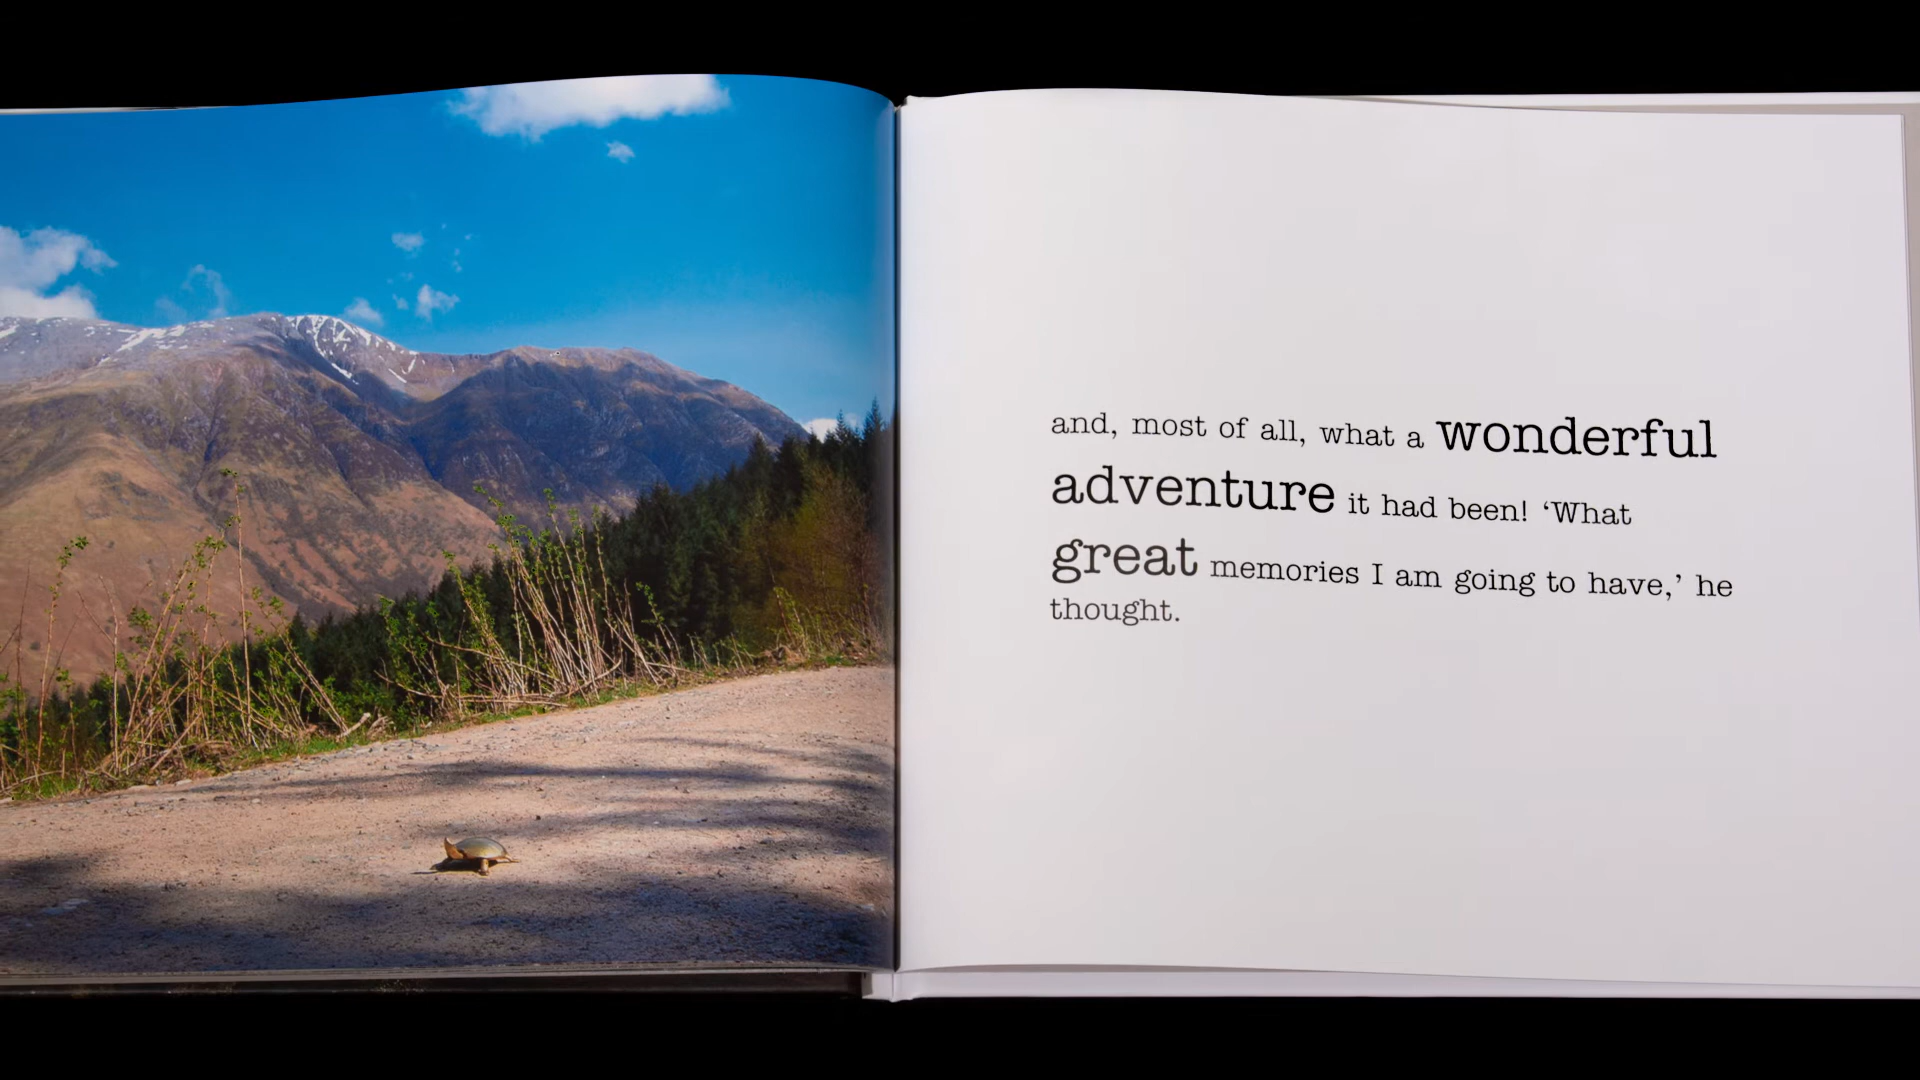 and, most of all, what a wonderful
adventure it had been! ‘What
great memories I am going to have,’ he
thought.